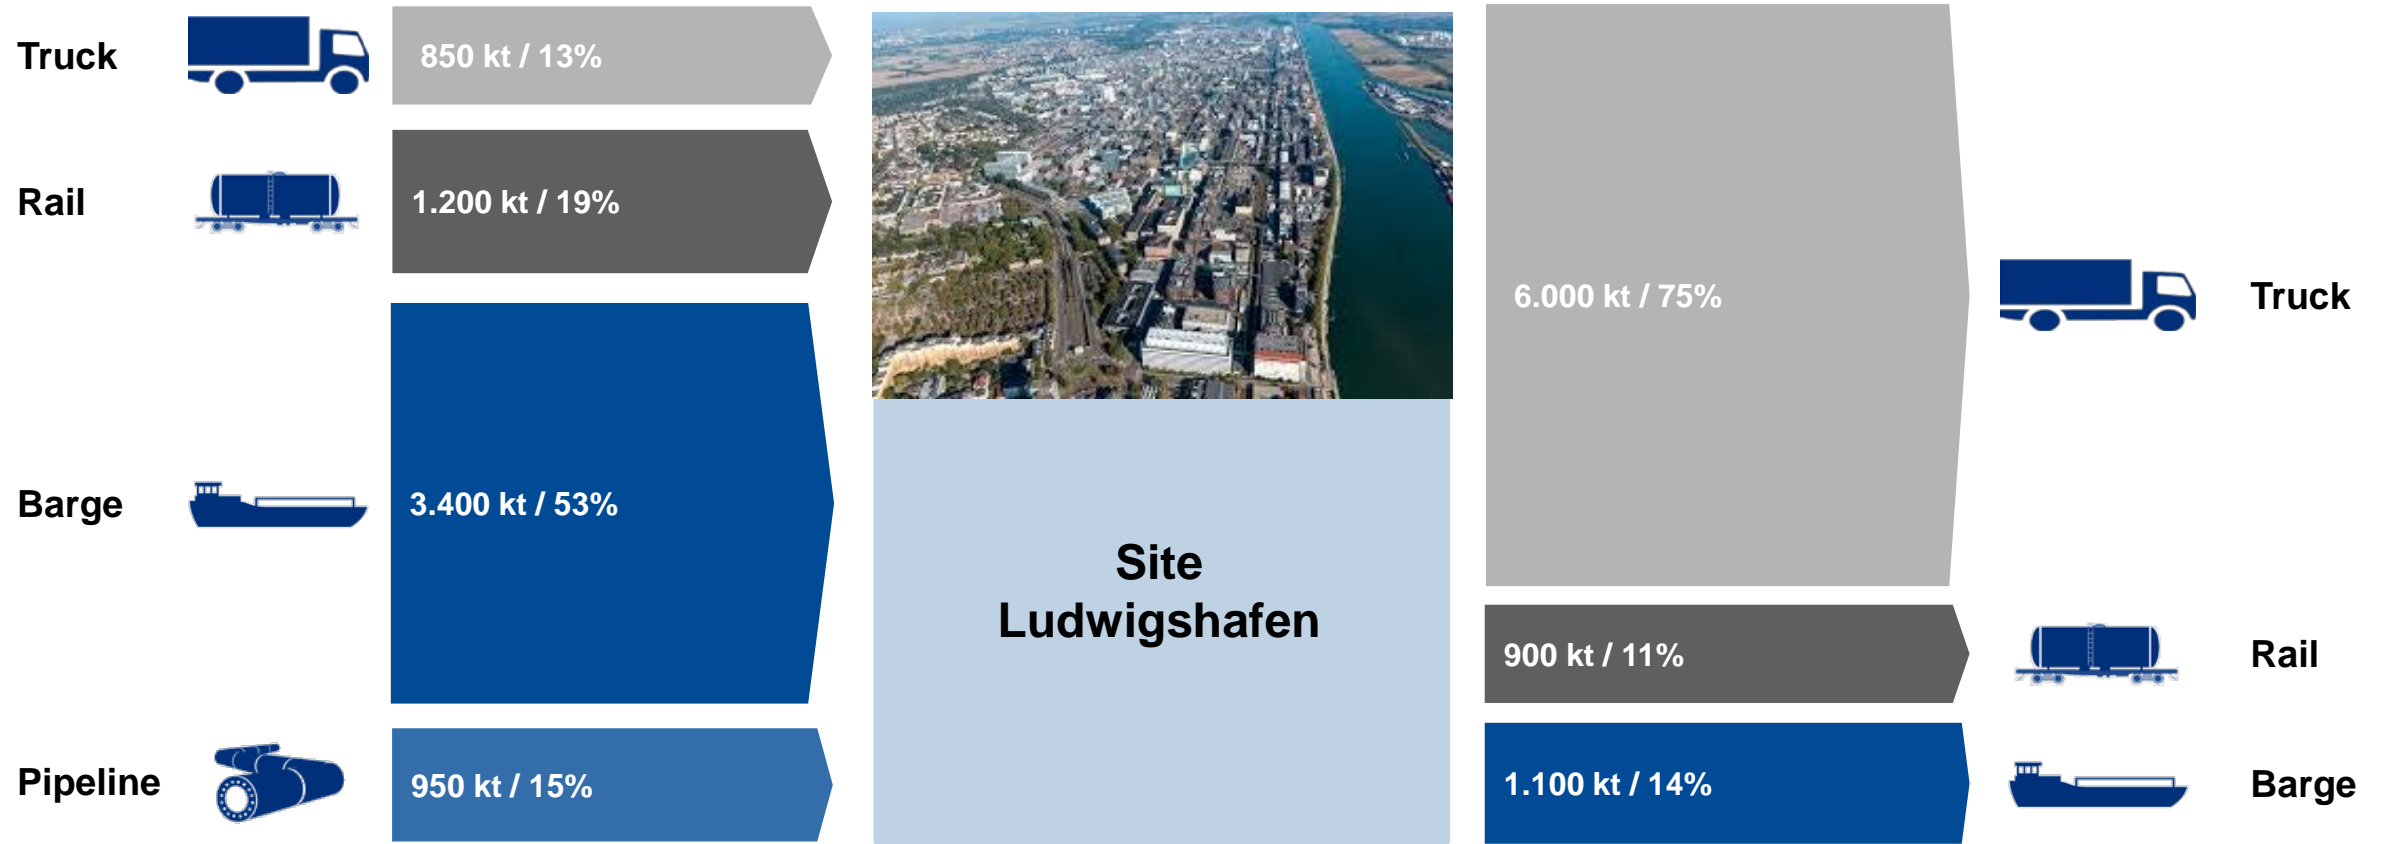 Truck
850 kt / 13%
Rail
1.200 kt / 19%
Barge
3.400 kt / 53%
Pipeline
950 kt / 15%
Site
Ludwigshafen
6.000 kt / 75%
Truck
900 kt / 11%
Rail
1.100 kt / 14%
Barge